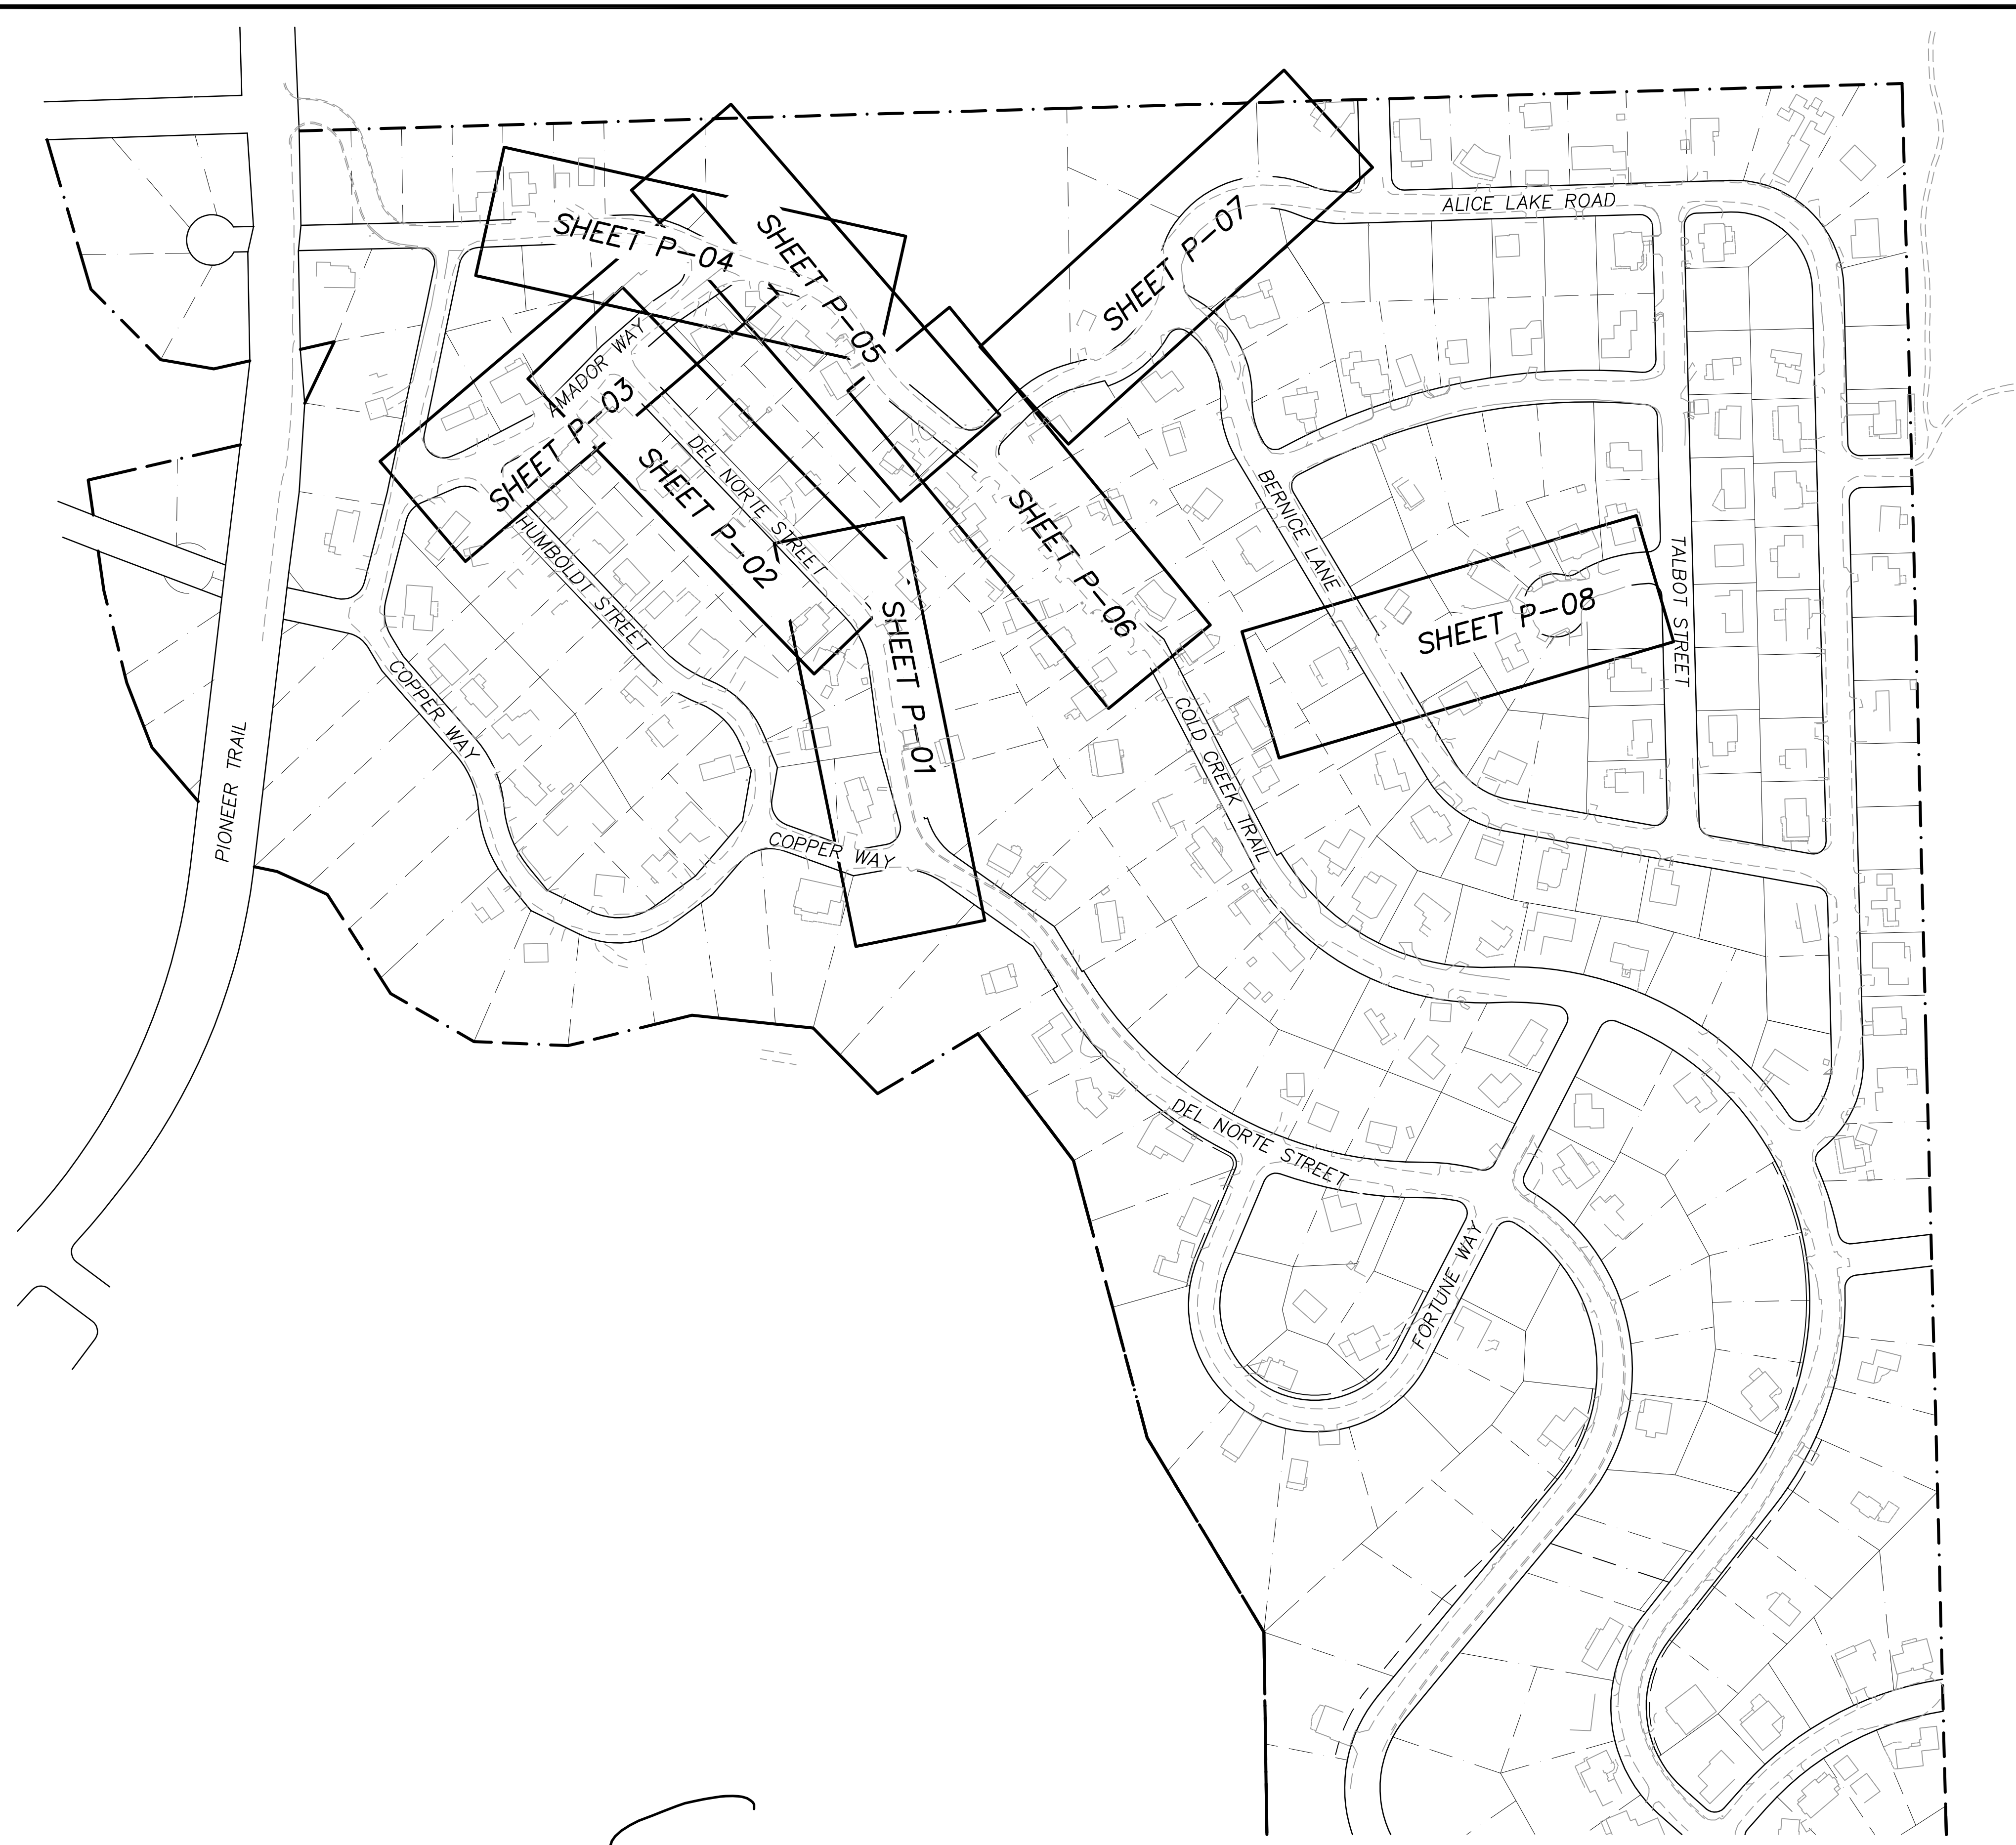 ALICE LAKE ROAD
SHEET P-04
SHEET P-05
SHEET P-07
AMADOR WAY
SHEET P-03
DEL NORTE STREET
SHEET P-02
HUMBOLDT STREET
SHEET P-06
BERNICE LANE
TALBOT STREET
SHEET P-08
SHEET P-01
COPPER WAY
COLD CREEK TRAIL
PIONEER TRAIL
COPPER WAY
DEL NORTE STREET
FORTUNE WAY